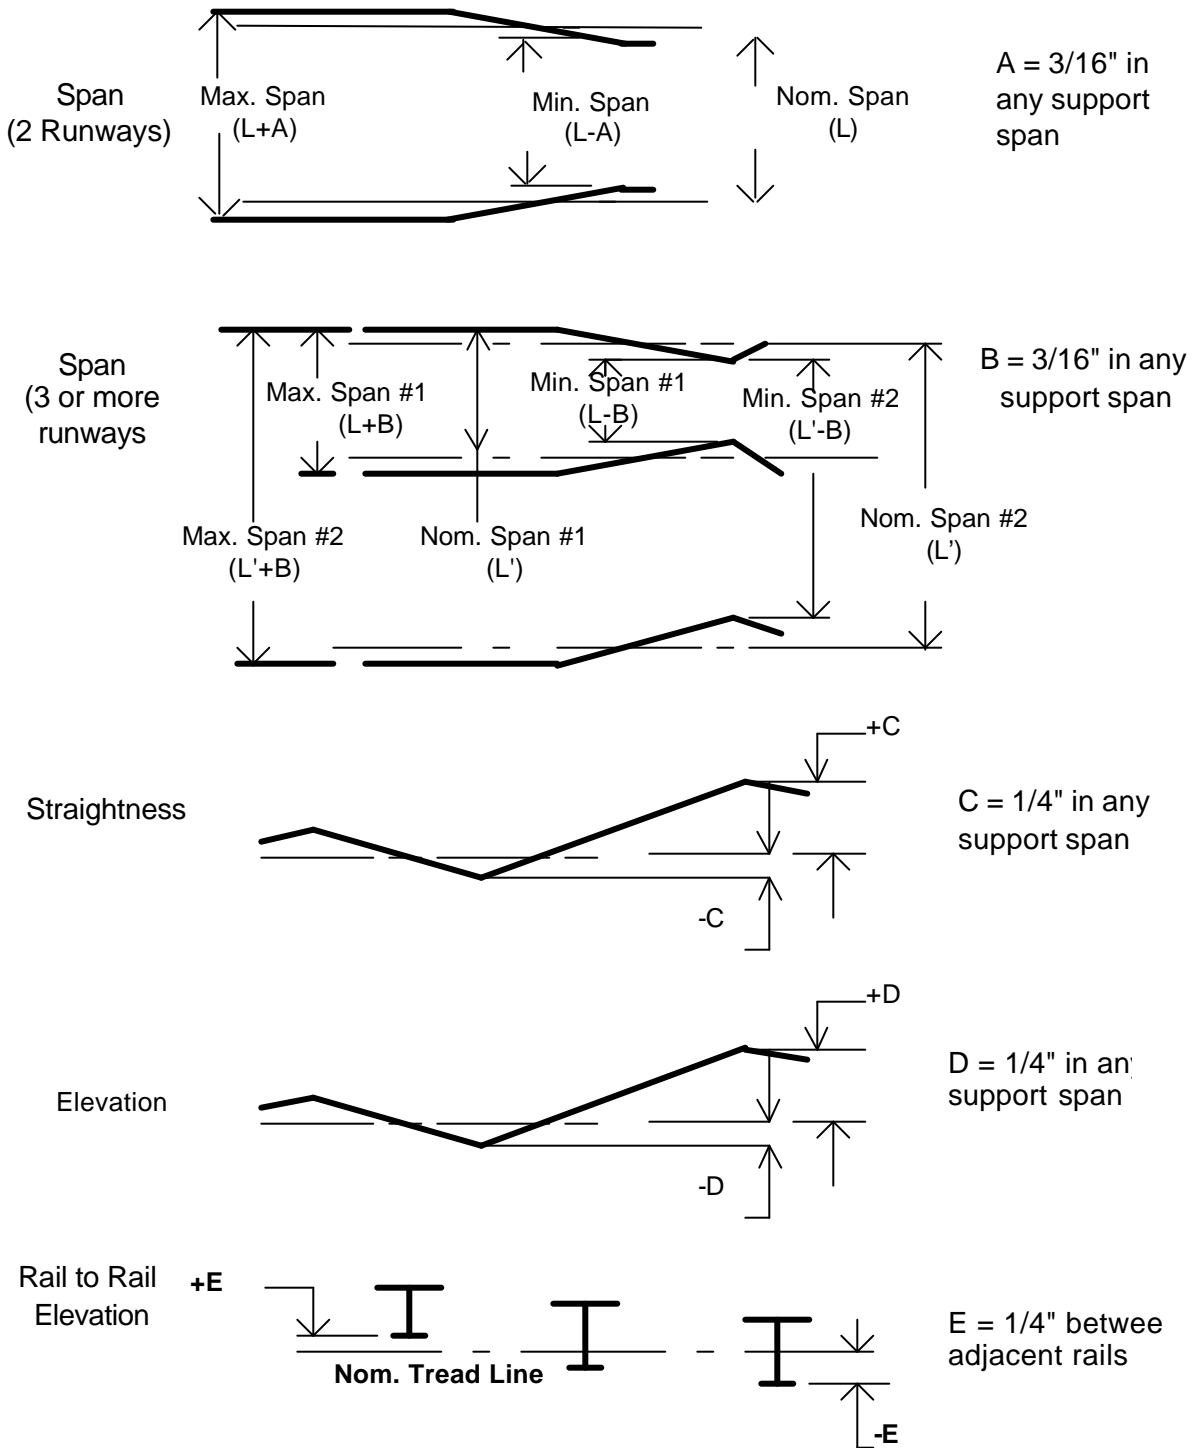 Span
(2 Runways)
Max. Span
(L+A)
Min. Span
(L-A)
Nom. Span
(L)
A = 3/16" in
any support
span
Span
(3 or more
runways
Max. Span #1
(L+B)
Min. Span #1
(L-B)
Min. Span #2
(L'-B)
B = 3/16" in any
support span
Max. Span #2
(L'+B)
Nom. Span #1
(L')
Nom. Span #2
(L’)
Straightness
+C
-C
C = 1/4" in any
support span
Elevation
+D
-D
D = 1/4" in any
support span
Rail to Rail
Elevation
+E
Nom. Tread Line
-E
E = 1/4" betwee
adjacent rails